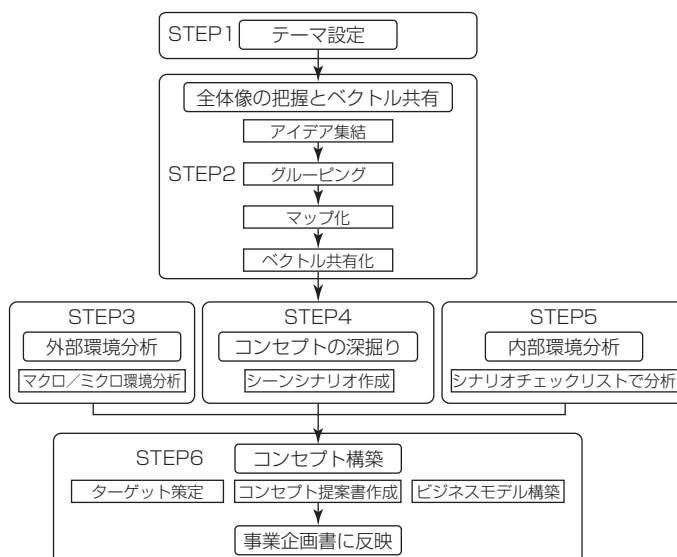 STEP1 テーマ設定
全体像の把握とベクトル共有
アイデア集結
STEP2 グルーピング
マップ化
ベクトル共有化
STEP3
外部環境分析
マクロ／ミクロ環境分析
STEP4
コンセプトの深掘り
シーンシナリオ作成
STEP5
内部環境分析
シナリオチェックリストで分析
STEP6 コンセプト構築
ターゲット策定 コンセプト提案書作成 ビジネスモデル構築
事業企画書に反映